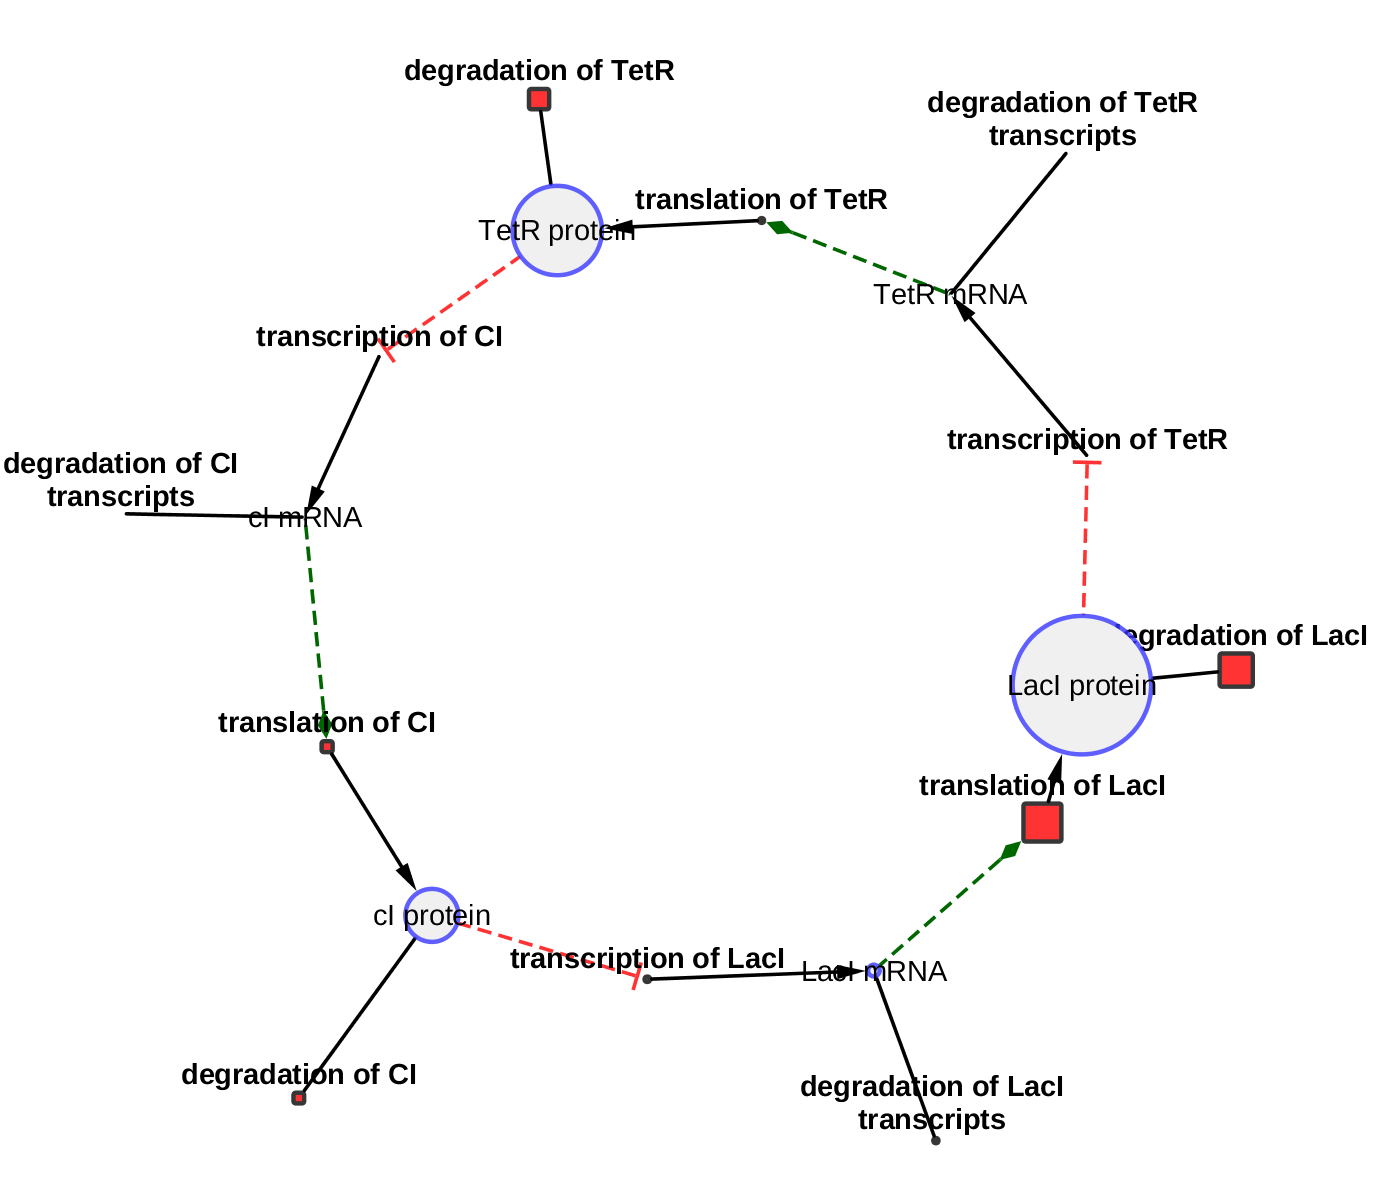 degradation of TetR
degradation of TetR
transcripts
translation of TetR
TetR protein
TetR mRNA
transcription of CI
transcription of TetR
degradation of CI
transcripts
cI mRNA
degradation of LacI
LacI protein
translation of CI
translation of LacI
cI protein
transcription of LacI
LacI mRNA
degradation of CI
degradation of LacI
transcripts